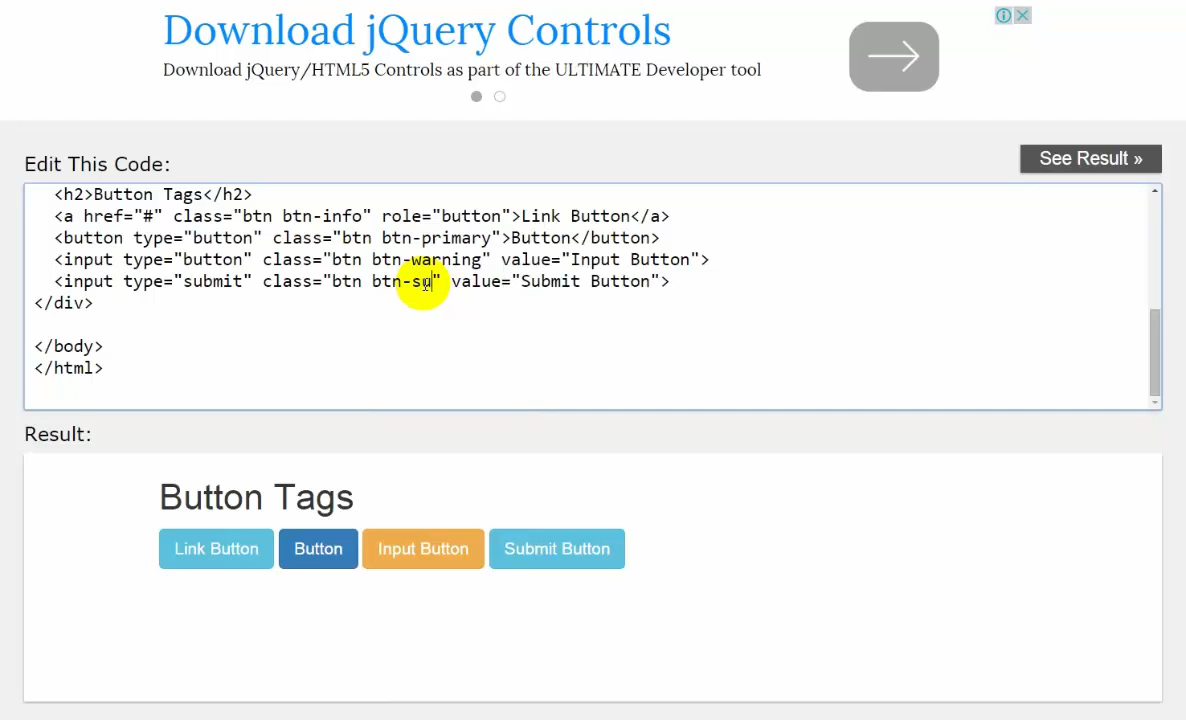 Download jQuery Controls
Download jQuery/HTML5 Controls as part of the ULTIMATE Developer tool
Edit This Code:
See Result »
<h2>Button Tags</h2>
<a href="#" class="btn btn-info" role="button">Link Button</a>
<button type="button" class="btn btn-primary">Button</button>
<input type="button" class="btn btn-warning" value="Input Button">
<input type="submit" class="btn btn-su" value="Submit Button">
</div>
</body>
</html>
Result:
Button Tags
Link Button Button Input Button Submit Button